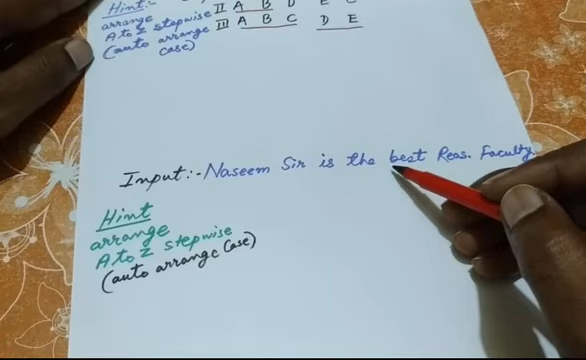 Hint:-
arrange
A to Z stepwise
(auto arrange
case)
II A B D E C
III A B C D E
Input:- Naseem Sir is the best Reas. Faculty
Hint
arrange
A to Z stepwise
(auto arrange case)